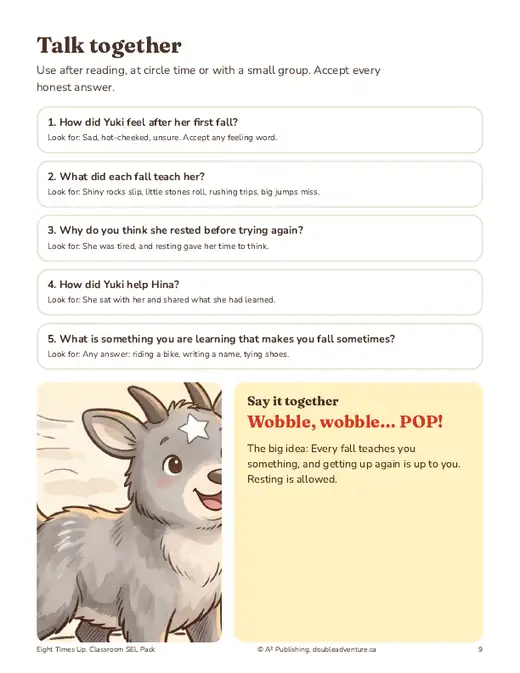 Talk together
Use after reading, at circle time or with a small group. Accept every
honest answer.
1. How did Yuki feel after her first fall?
Look for: Sad, hot-cheeked, unsure. Accept any feeling word.
2. What did each fall teach her?
Look for: Shiny rocks slip, little stones roll, rushing trips, big jumps miss.
3. Why do you think she rested before trying again?
Look for: She was tired, and resting gave her time to think.
4. How did Yuki help Hina?
Look for: She sat with her and shared what she had learned.
5. What is something you are learning that makes you fall sometimes?
Look for: Any answer: riding a bike, writing a name, tying shoes.
Say it together
Wobble, wobble... POP!
The big idea: Every fall teaches you
something, and getting up again is up to you.
Resting is allowed.
Eight Times Up, Classroom SEL Pack
© A² Publishing, doubleadventure.ca
9